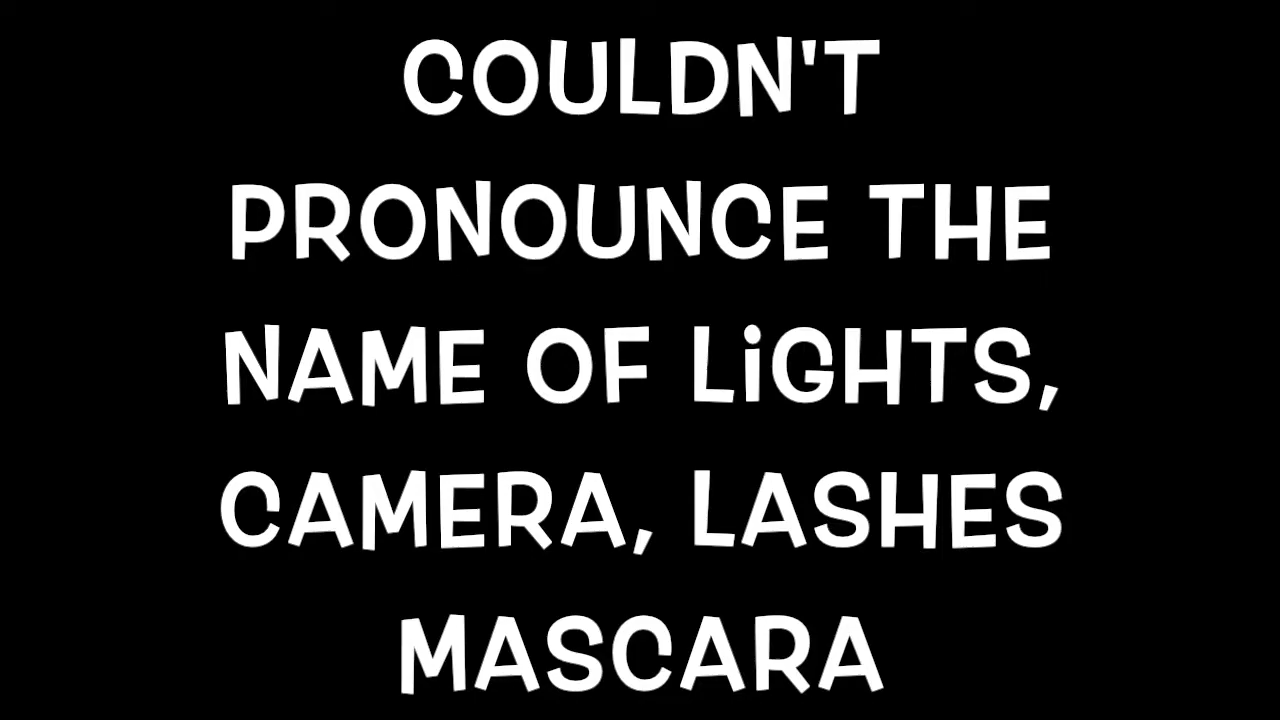 COULDN'T
PRONOUNCE THE
NAME OF LiGHTS,
CAMERA, LASHES
MASCARA